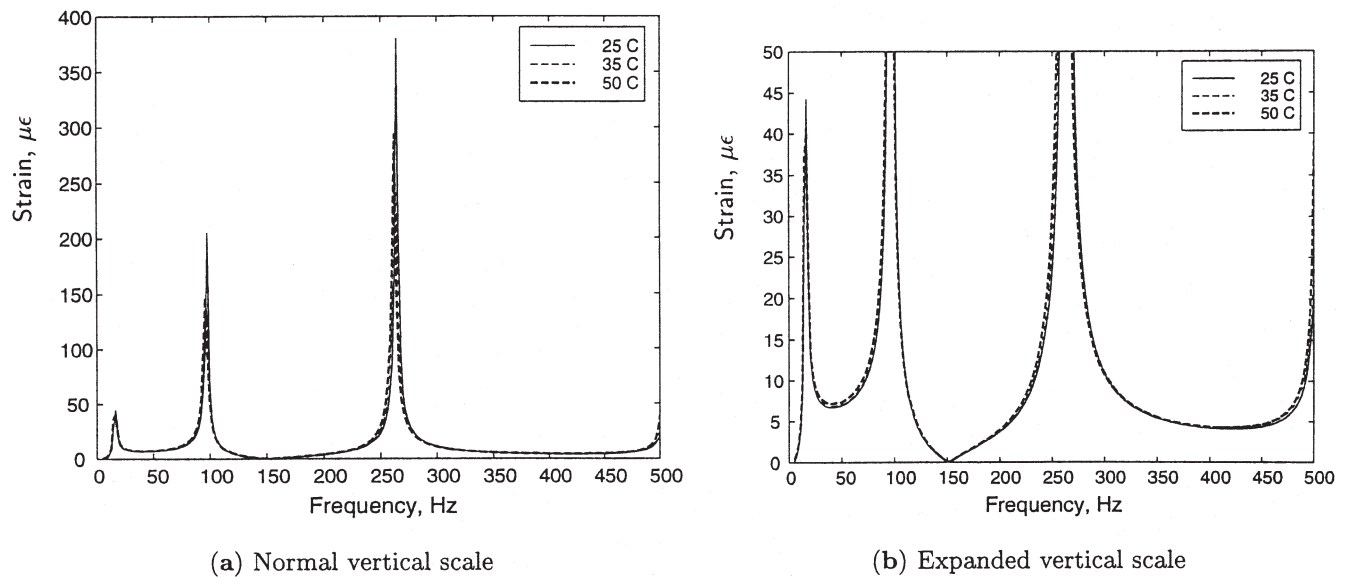 400
350
300
250
200
150
100
50
0
Strain, με
25 C
35 C
50 C
0 50 100 150 200 250 300 350 400 450 500
Frequency, Hz
(a) Normal vertical scale
50
45
40
35
30
25
20
15
10
5
0
Strain, με
25 C
35 C
50 C
0 50 100 150 200 250 300 350 400 450 500
Frequency, Hz
(b) Expanded vertical scale